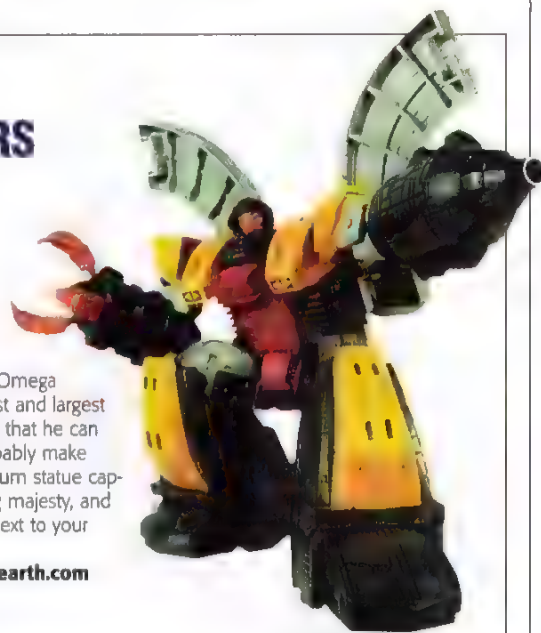 RS
Omega
st and largest
that he can
bably make
um statue cap-
g majesty, and
ext to your
earth.com